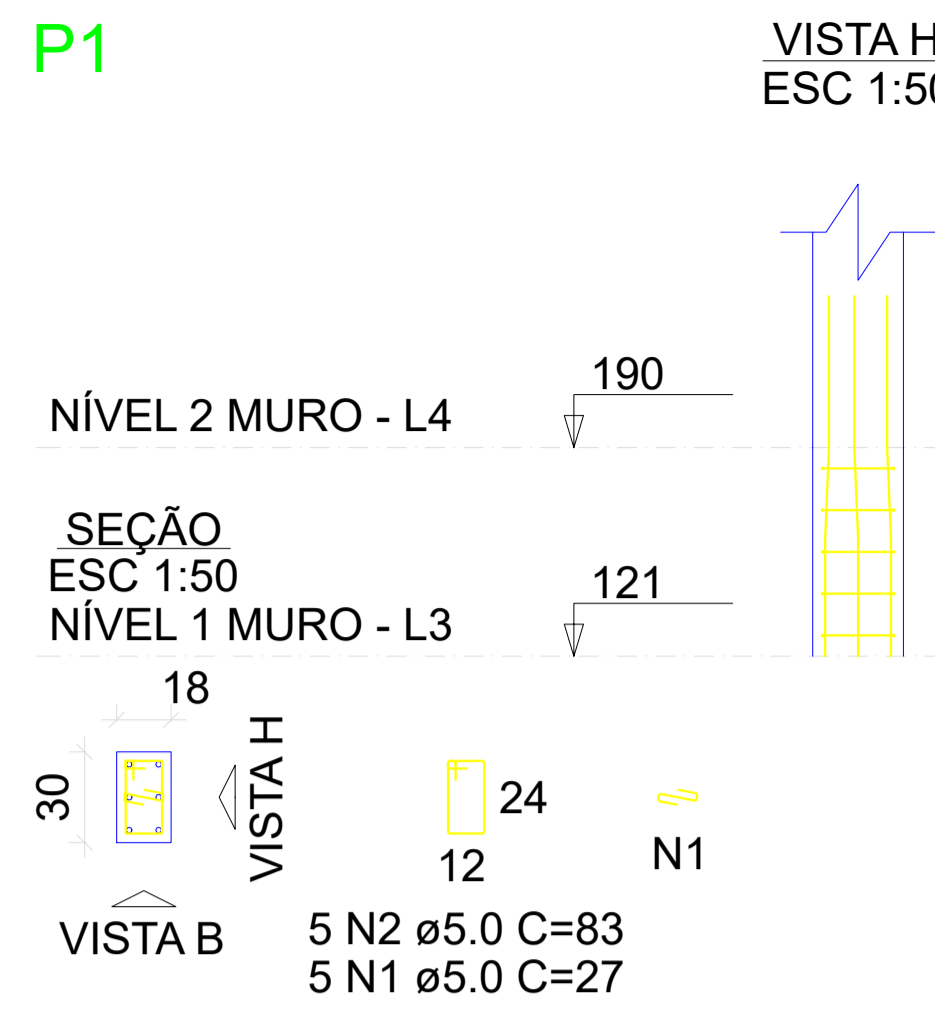 P1
VISTA H
ESC 1:50
190
NÍVEL 2 MURO - L4
SEÇÃO
ESC 1:50
121
NÍVEL 1 MURO - L3
18
30
VISTA H
24
12
N1
VISTA B
5 N2 ø5.0 C=83
5 N1 ø5.0 C=27